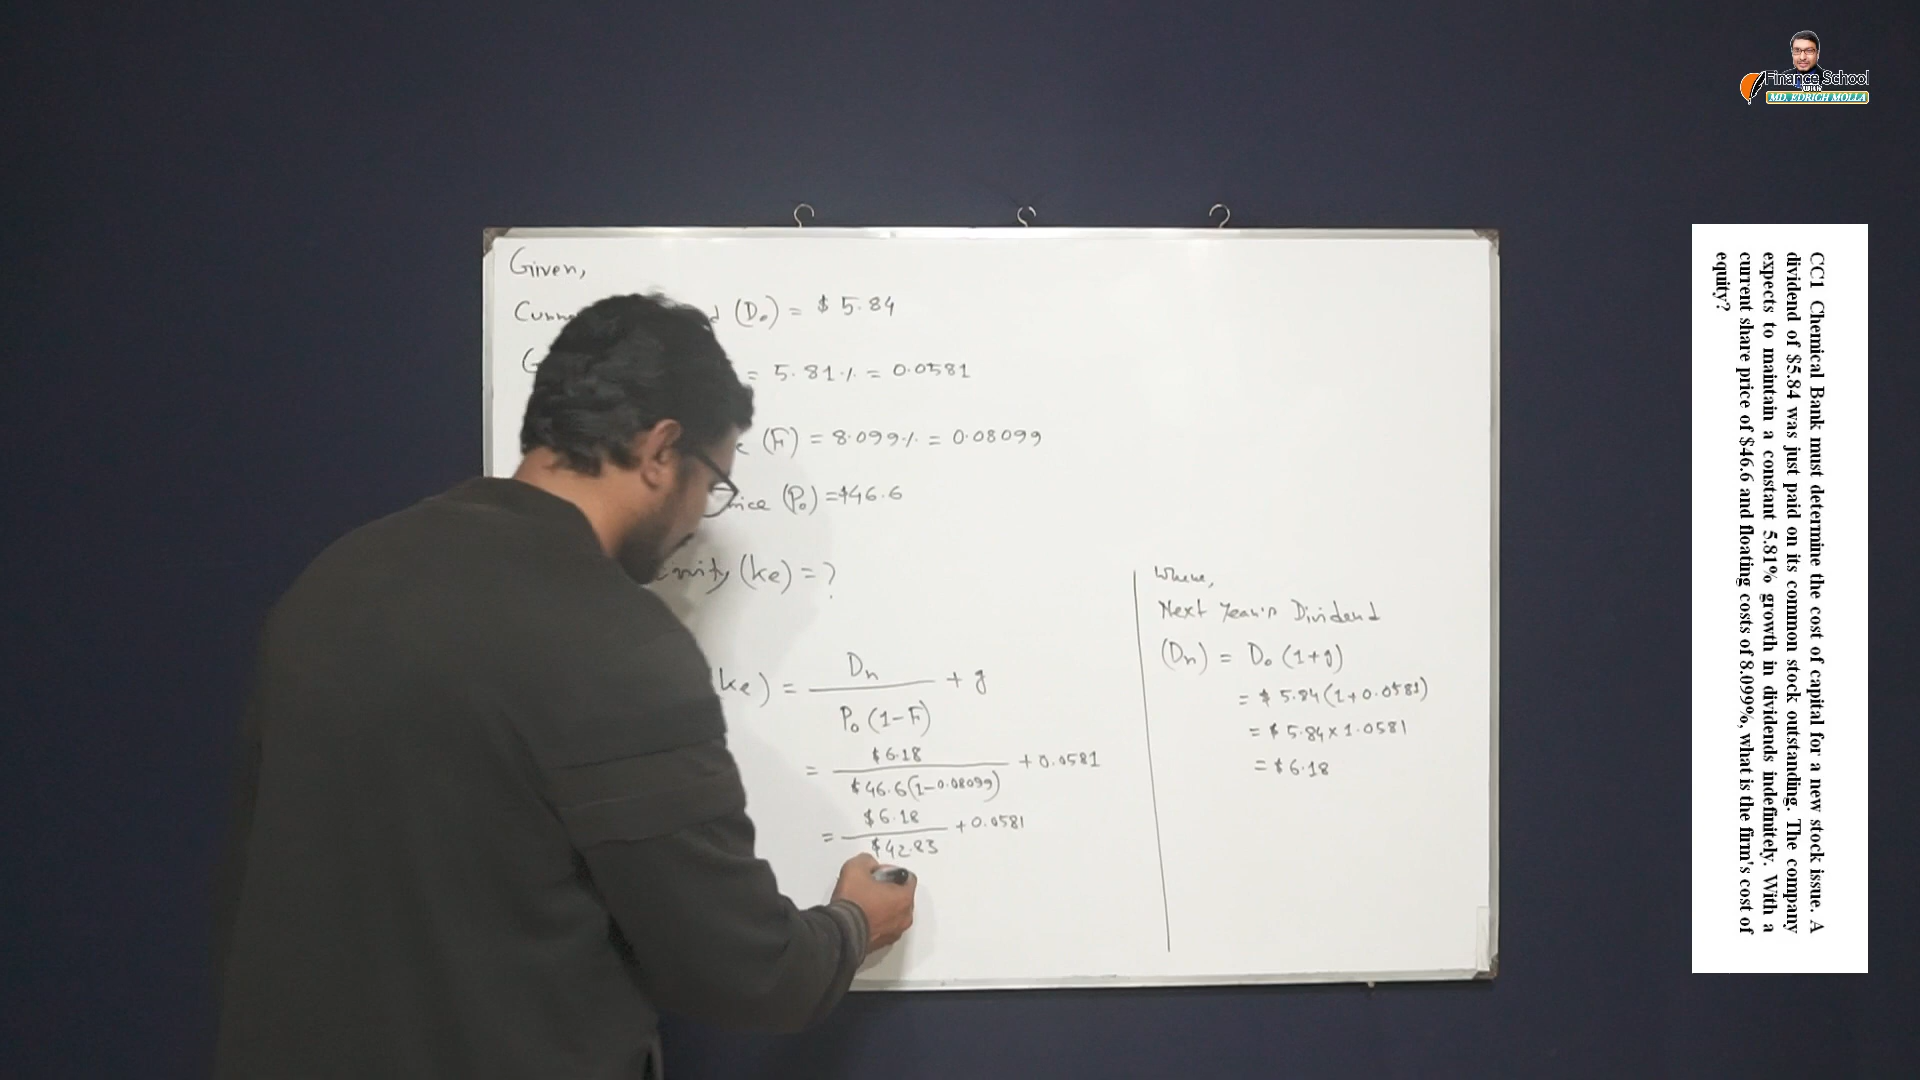 Finance School
WITH
MD. EDRICH MOLLA
Given,
(D₀) = $ 5.84
= 5.81% = 0.0581
(F) = 8.099% = 0.08099
(P₀) = $46.6
(ke) = ?
ke) = Dn / P₀ (1-F) + g
= $6.18 / $46.6(1-0.08099) + 0.0581
= $6.18 / $42.83 + 0.0581
Where,
Next Year's Dividend
(Dn) = D₀ (1+g)
= $ 5.84(1+0.0581)
= $ 5.84 × 1.0581
= $ 6.18
CC1 Chemical Bank must determine the cost of capital for a new stock issue. A
dividend of $5.84 was just paid on its common stock outstanding. The company
expects to maintain a constant 5.81% growth in dividends indefinitely. With a
current share price of $46.6 and floating costs of 8.099%, what is the firm's cost of
equity?